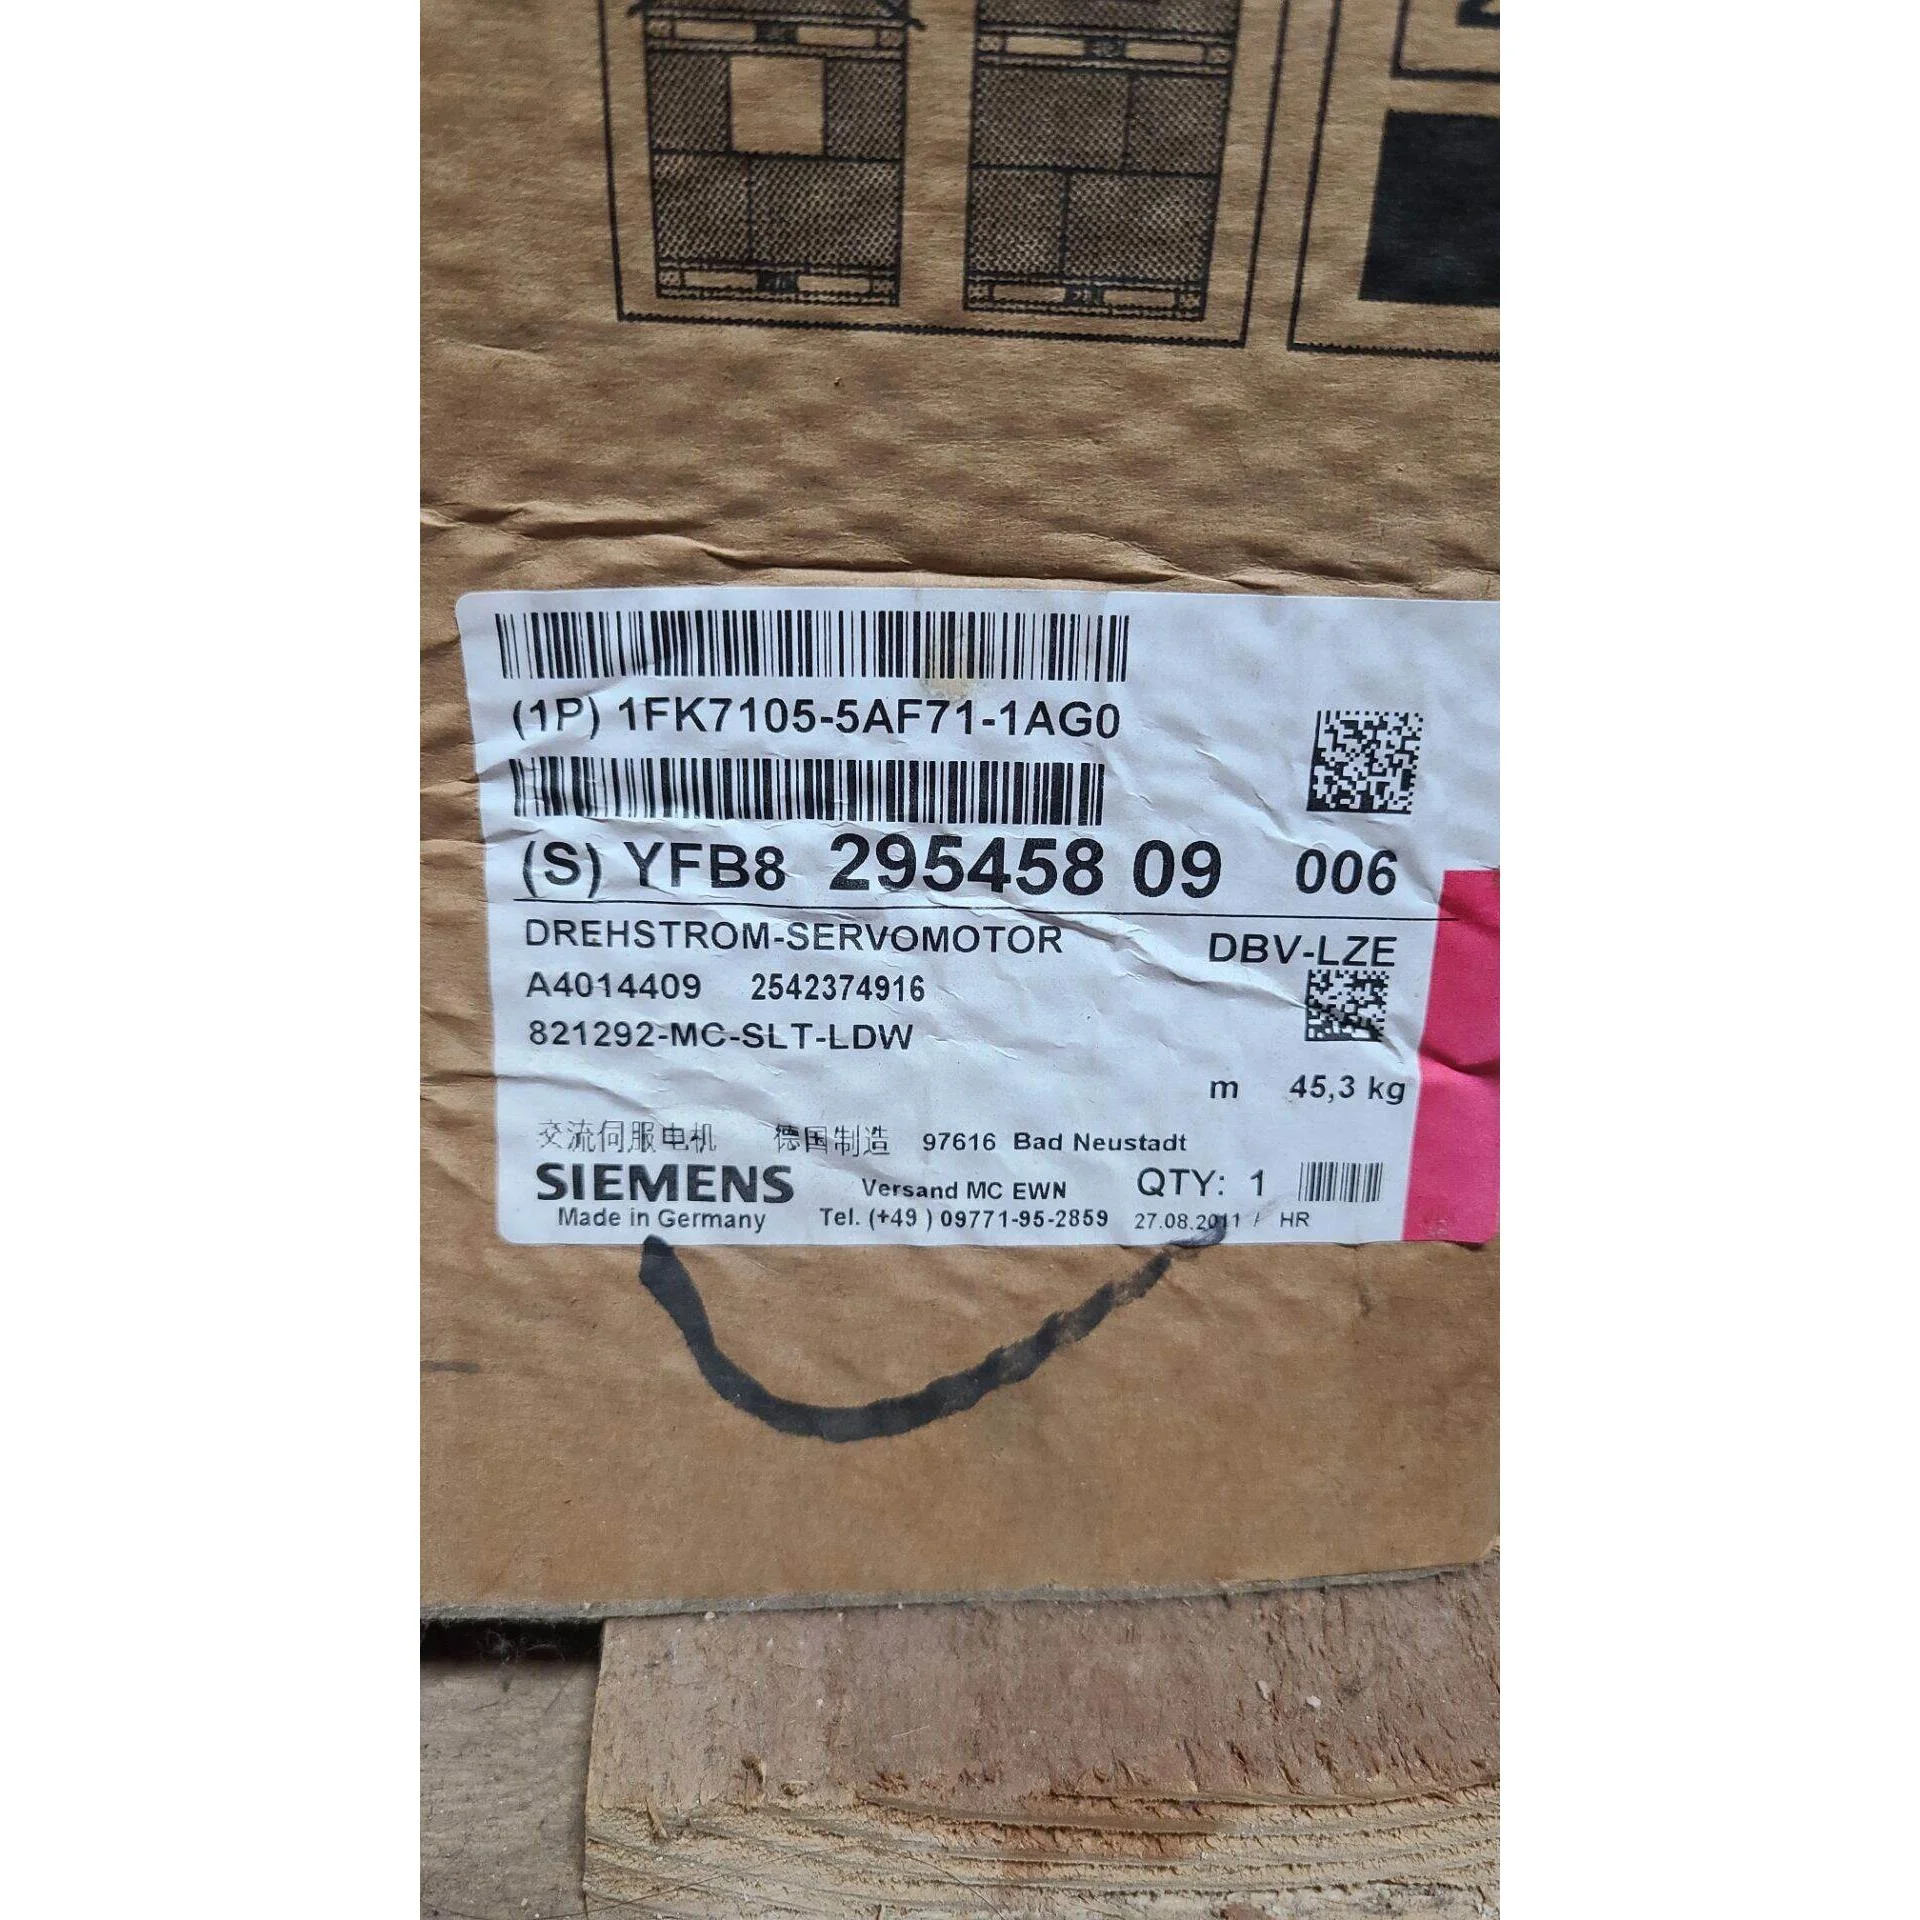 (1P) 1FK7105-5AF71-1AG0
(S) YFB8 295458 09 006
DREHSTROM-SERVOMOTOR DBV-LZE
A4014409 2542374916
821292-MC-SLT-LDW
m 45,3 kg
交流伺服电机 德国制造 97616 Bad Neustadt
SIEMENS Versand MC EWN QTY: 1
Made in Germany Tel. (+49 ) 09771-95-2859 27.08.2011 / HR